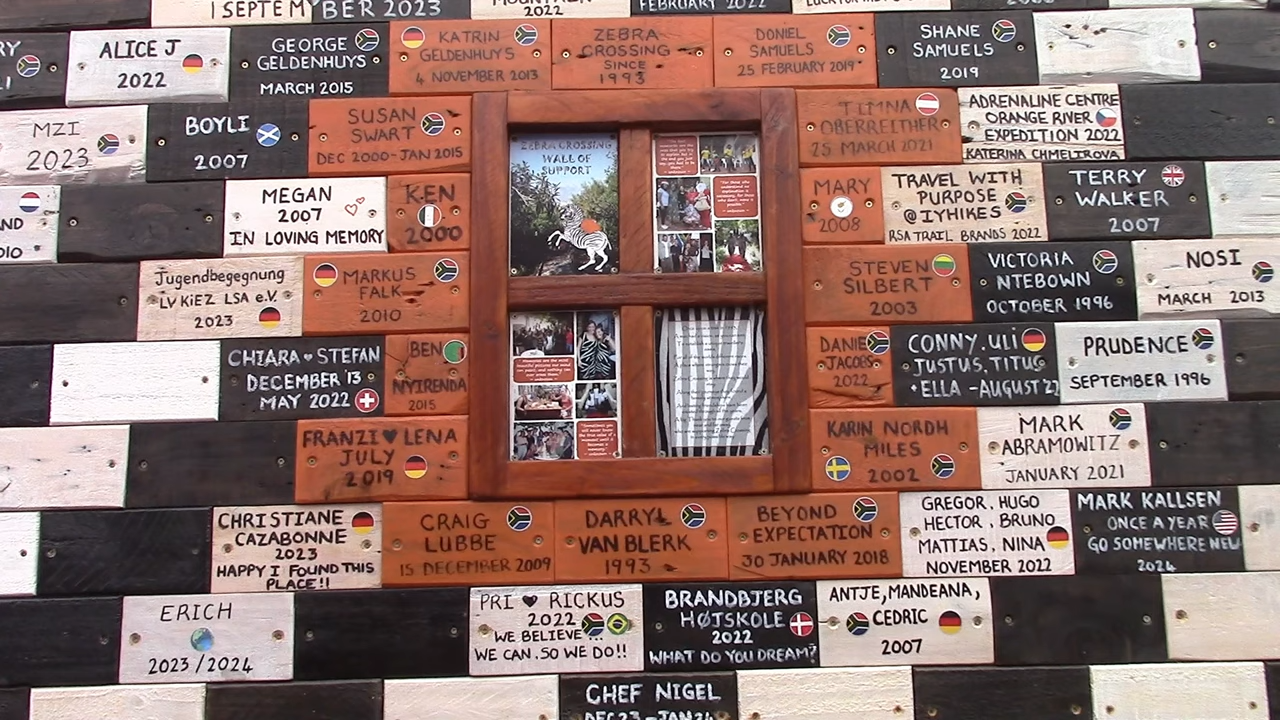 1 SEPTEMBER 2023
MOUNTAIN
2022
FEBRUARY 2022
ALICE J
2022
GEORGE
GELDENHUYS
MARCH 2015
KATRIN
GELDENHUYS
4 NOVEMBER 2013
ZEBRA
CROSSING
SINCE
1993
DONIEL
SAMUELS
25 FEBRUARY 2019
SHANE
SAMUELS
2019
MZI
2023
BOYLI
2007
SUSAN
SWART
DEC 2000-JAN 2015
ZEBRA CROSSING
WALL OF
SUPPORT
TIMNA
OBERREITHER
25 MARCH 2021
ADRENALINE CENTRE
ORANGE RIVER
EXPEDITION 2022
KATERINA CHMELIROVA
MEGAN
2007
IN LOVING MEMORY
KEN
2000
MARY
2008
TRAVEL WITH
PURPOSE
@IYHIKES
RSA TRAIL BRANDS 2022
TERRY
WALKER
2007
Jugendbegegnung
LV KiEZ LSA e.V.
2023
MARKUS
FALK
2010
STEVEN
SILBERT
2003
VICTORIA
NTEBOWN
OCTOBER 1996
NOSI
MARCH 2013
CHIARA ♥ STEFAN
DECEMBER '13
MAY 2022
BEN
NYIRENDA
2015
DANIE
JACOBS
2022
CONNY, ULI
JUSTUS, TITUS
+ELLA -AUGUST 27
PRUDENCE
SEPTEMBER 1996
FRANZI ♥ LENA
JULY
2019
KARIN NORDH
MILES
2002
MARK
ABRAMOWITZ
JANUARY 2021
CHRISTIANE
CAZABONNE
2023
HAPPY I FOUND THIS
PLACE!!
CRAIG
LUBBE
15 DECEMBER 2009
DARRYL
VAN BLERK
1993
BEYOND
EXPECTATION
30 JANUARY 2018
GREGOR, HUGO
HECTOR, BRUNO
MATTIAS, NINA
NOVEMBER 2022
MARK KALLSEN
ONCE A YEAR
GO SOMEWHERE NEW
2024
ERICH
2023/2024
PRI ♥ RICKUS
2022
WE BELIEVE...
WE CAN. SO WE DO!!
BRANDBJERG
HØJSKOLE
2022
WHAT DO YOU DREAM?
ANTJE, MANDEANA,
CEDRIC
2007
CHEF NIGEL
DEC 23-JAN 24